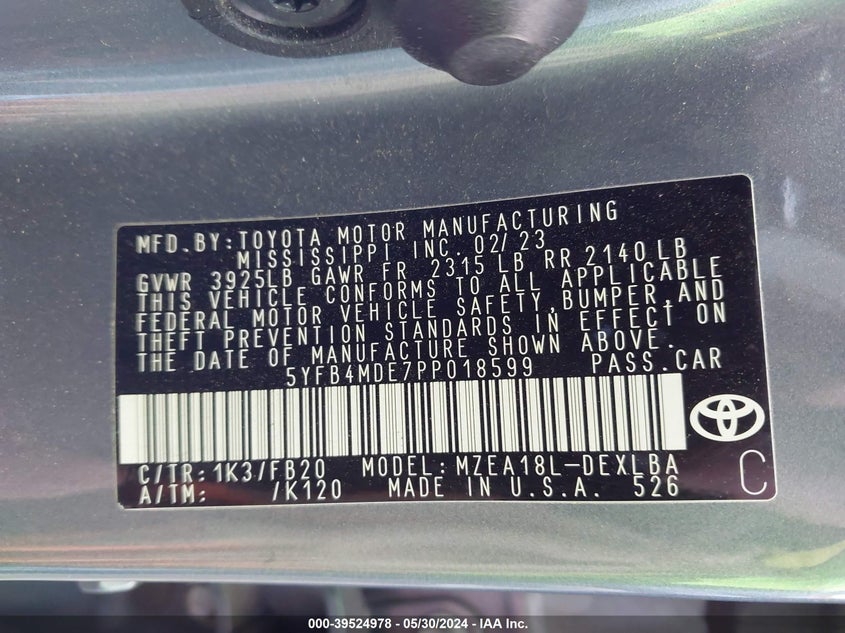 MFD. BY: TOYOTA MOTOR MANUFACTURING
MISSISSIPPI INC. 02/23
GVWR 3925LB GAWR FR 2315 LB RR 2140 LB
THIS VEHICLE CONFORMS TO ALL APPLICABLE
FEDERAL MOTOR VEHICLE SAFETY, BUMPER, AND
THEFT PREVENTION STANDARDS IN EFFECT ON
THE DATE OF MANUFACTURE SHOWN ABOVE.
5YFB4MDE7PP018599 PASS. CAR
C/TR: 1K3/FB20 MODEL: MZEA18L-DEXLBA
A/TM: /K120 MADE IN U.S.A. 526
C
000-39524978 - 05/30/2024 - IAA Inc.